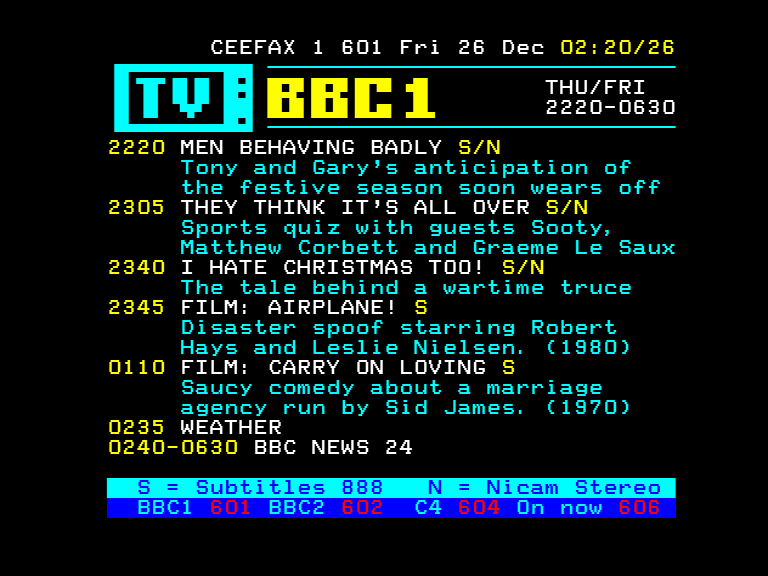 CEEFAX 1 601 Fri 26 Dec 02:20/26
TV: BBC1 THU/FRI
2220-0630
2220 MEN BEHAVING BADLY S/N
Tony and Gary's anticipation of
the festive season soon wears off
2305 THEY THINK IT'S ALL OVER S/N
Sports quiz with guests Sooty,
Matthew Corbett and Graeme Le Saux
2340 I HATE CHRISTMAS TOO! S/N
The tale behind a wartime truce
2345 FILM: AIRPLANE! S
Disaster spoof starring Robert
Hays and Leslie Nielsen. (1980)
0110 FILM: CARRY ON LOVING S
Saucy comedy about a marriage
agency run by Sid James. (1970)
0235 WEATHER
0240-0630 BBC NEWS 24
S = Subtitles 888 N = Nicam Stereo
BBC1 601 BBC2 602 C4 604 On now 606